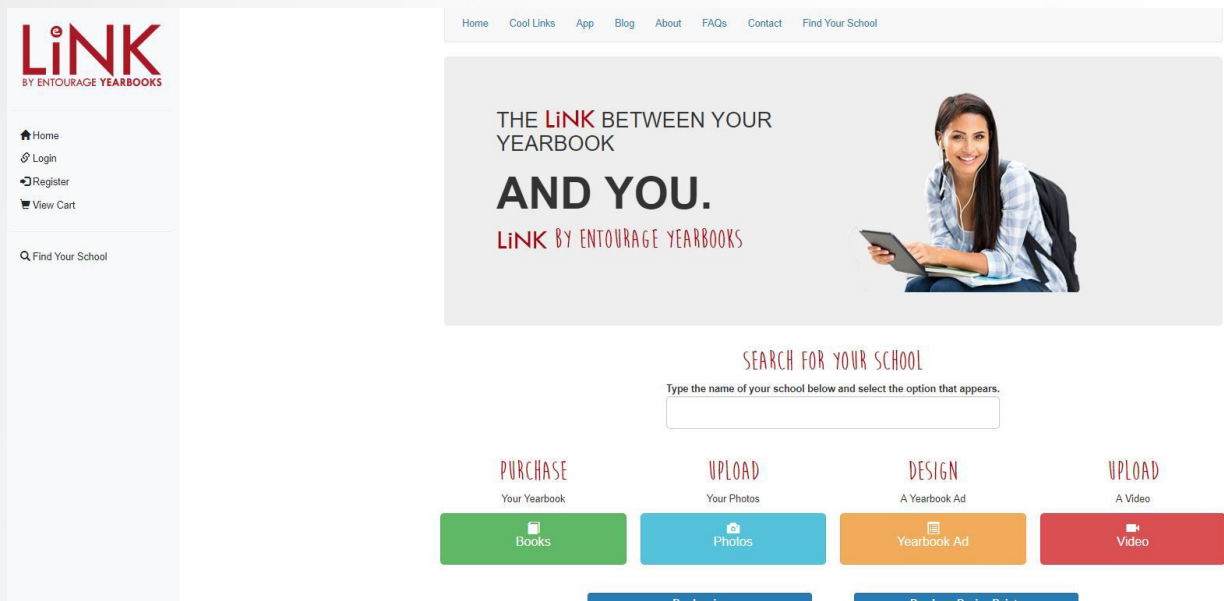 LiNK
e
BY ENTOURAGE YEARBOOKS
Home
Login
Register
View Cart
Find Your School
Home Cool Links App Blog About FAQs Contact Find Your School
THE LiNK BETWEEN YOUR
YEARBOOK
AND YOU.
LiNK BY ENTOURAGE YEARBOOKS
SEARCH FOR YOUR SCHOOL
Type the name of your school below and select the option that appears.
PURCHASE UPLOAD DESIGN UPLOAD
Your Yearbook Your Photos A Yearbook Ad A Video
Books Photos Yearbook Ad Video